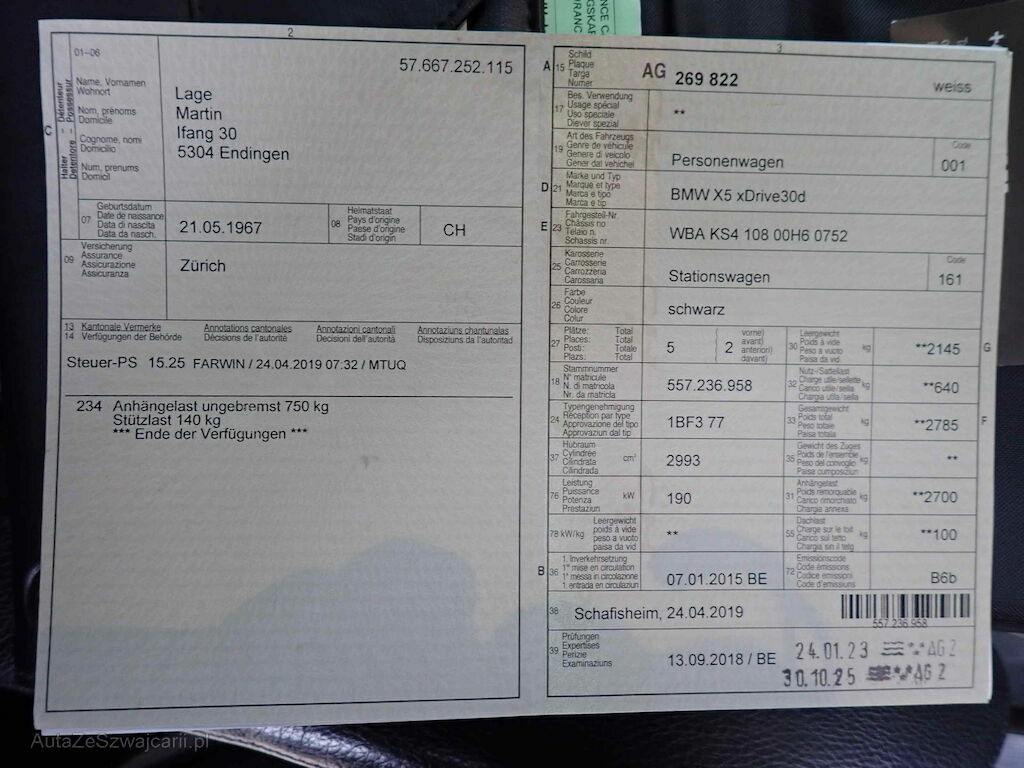 2
01–06
57.667.252.115
C
Halter – Détenteur
Detentore – Possessur
Name, Vornamen
Wohnort
Nom, prénoms
Domicile
Cognome, nomi
Domicilio
Num, prenums
Domicil
Lage
Martin
Ifang 30
5304 Endingen
07
Geburtsdatum
Date de naissance
Data di nascita
Data da nasch.
21.05.1967
08
Heimatstaat
Pays d'origine
Paese d'origine
Stadi d'origin
CH
09
Versicherung
Assurance
Assicurazione
Assicuranza
Zürich
13 Kantonale Vermerke Annotations cantonales Annotazioni cantonali Annotaziuns chantunalas
14 Verfügungen der Behörde Décisions de l'autorité Decisioni dell'autorità Disposiziuns da l'autoritad
Steuer-PS 15.25 FARWIN / 24.04.2019 07:32 / MTUQ
234 Anhängelast ungebremst 750 kg
Stützlast 140 kg
*** Ende der Verfügungen ***
3
A 15
Schild
Plaque
Targa
Numer
AG 269 822 weiss
17
Bes. Verwendung
Usage spécial
Uso speciale
Diever spezial
**
19
Art des Fahrzeugs
Genre de véhicule
Genere di veicolo
Gener dal vehichel
Personenwagen
Code
001
D 21
Marke und Typ
Marque et type
Marca e tipo
Marca e tip
BMW X5 xDrive30d
E 23
Fahrgestell-Nr.
Châssis no
Telaio n.
Schassis nr.
WBA KS4 108 00H6 0752
25
Karosserie
Carrosserie
Carrozzeria
Carossaria
Stationswagen
Code
161
26
Farbe
Couleur
Colore
Colur
schwarz
27
Plätze: Total
Places: Total
Posti: Totale
Plazs: Total
5
( 2
vorne)
avant)
anteriori)
davant)
30
Leergewicht
Poids à vide
Peso a vuoto
Paisa da vid
kg
**2145
G
18
Stammnummer
N° matricule
N. di matricola
Nr. da matricla
557.236.958
32
Nutz-/Sattellast
Charge utile/sellette
Carico utile/sella
Chargia utila/sella
kg
**640
24
Typengenehmigung
Réception par type
Approvazione del tipo
Approvaziun dal tip
1BF3 77
33
Gesamtgewicht
Poids total
Peso totale
Paisa totala
kg
**2785
F
37
Hubraum
Cylindrée
Cilindrata
Cilindrada
cm³
2993
35
Gewicht des Zuges
Poids de l'ensemble
Peso del convoglio
Paisa cumposiziun
kg
**
76
Leistung
Puissance
Potenza
Prestaziun
kW
190
31
Anhängelast
Poids remorquable
Carico rimorchiato
Chargia annexa
kg
**2700
78 kW/kg
Leergewicht
poids à vide
peso a vuoto
paisa da vid
**
55
Dachlast
Charge sur le toit
Carico sul tetto
Chargia sin il tetg
kg
**100
B 36
1. Inverkehrsetzung
1re mise en circulation
1a messa in circolazione
1. entrada en circulaziun
07.01.2015 BE
72
Emissionscode
Code émissions
Codice emissioni
Code d'emissiuns
B6b
38
Schafisheim, 24.04.2019
557.236.958
39
Prüfungen
Expertises
Perizie
Examinaziuns
13.09.2018 / BE
24.01.23 AG 2
30.10.25 AG 2
AutaZeSzwajcarii.pl